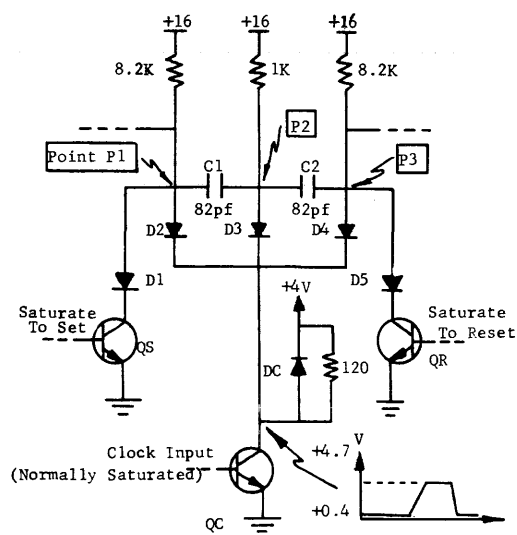 +16 +16 +16
8.2K 1K 8.2K
P2
Point P1 C1 C2 P3
82pf 82pf
D2 D3 D4
D1 D5
+4V
Saturate
To Set
Saturate
To Reset
QS DC 120 QR
Clock Input
(Normally Saturated)
+4.7 V
+0.4
QC